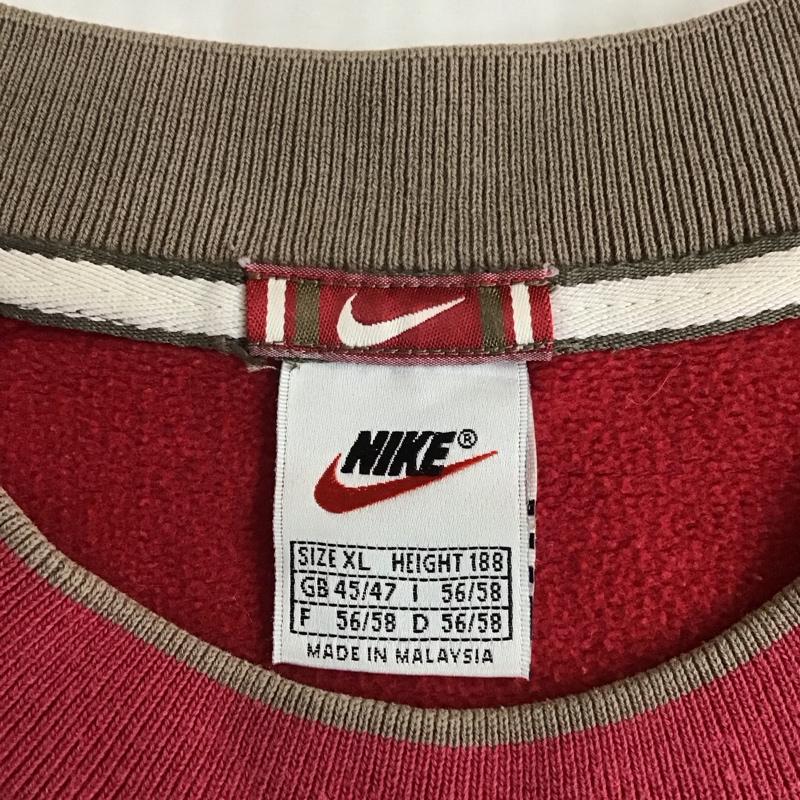 NIKE®
SIZE XL HEIGHT 188
GB 45/47 I 56/58
F 56/58 D 56/58
MADE IN MALAYSIA